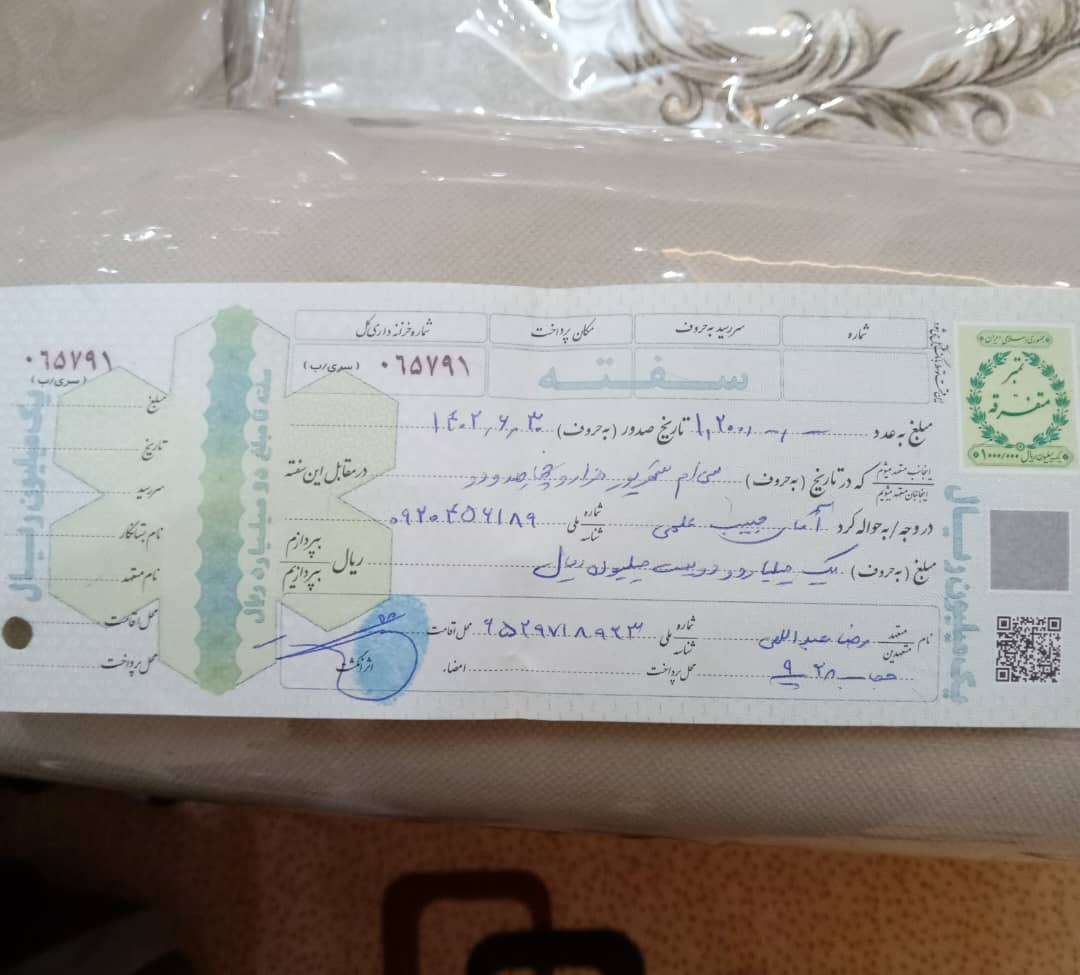 شماره
سررسید به حروف
مکان پرداخت
شماره خزانه داری کل
سفته
۰۶۵۷۹۱ (سری/ب)
۰۶۵۷۹۱
(سری/ب)
جمهوری اسلامی ایران
تمبر
متفرقه
یک میلیون ریال ۱/۰۰۰/۰۰۰
مبلغ به عدد تاریخ صدور (به حروف) ۱۴۰۲٫۶٫۳۰
اینجانب متعهد میشوم
اینجانبان متعهد میشویم
که در تاریخ (به حروف) سی ام شهریور هزار و چهارصد و دو در مقابل این سفته
در وجه/به حواله کرد آقای حبیب علمی شماره ملی
شناسه ۰۹۲۰۴۵۶۱۸۹
مبلغ (به حروف) یک میلیارد و دویست میلیون ریال ریال بپردازم
بپردازیم
نام متعهد
متعهدین
رضا عبداللهی شماره ملی
شناسه محل اقامت
حجاب ۲۸ ۹ محل پرداخت امضاء اثر انگشت
مبلغ
تاریخ
سررسید
نام بستانکار
نام متعهد
محل اقامت
محل پرداخت
یک میلیون ریال
سفته تا مبلغ دو میلیارد ریال
یک میلیون ریال